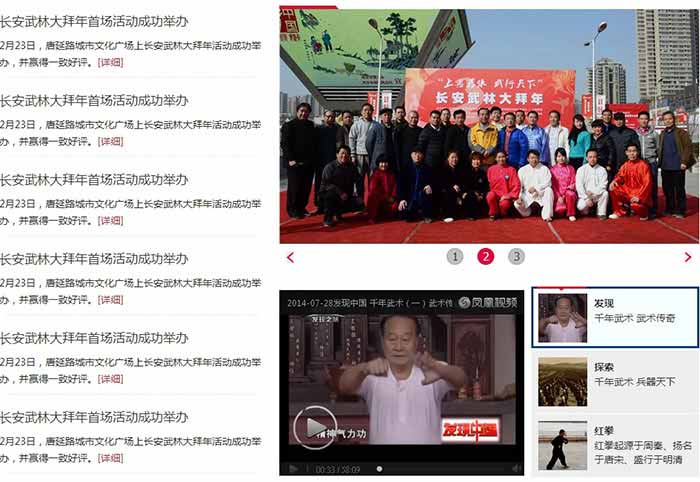 长安武林大拜年首场活动成功举办
2月23日，唐延路城市文化广场上长安武林大拜年活动成功举
办，并赢得一致好评。[详细]
长安武林大拜年首场活动成功举办
2月23日，唐延路城市文化广场上长安武林大拜年活动成功举
办，并赢得一致好评。[详细]
长安武林大拜年首场活动成功举办
2月23日，唐延路城市文化广场上长安武林大拜年活动成功举
办，并赢得一致好评。[详细]
长安武林大拜年首场活动成功举办
2月23日，唐延路城市文化广场上长安武林大拜年活动成功举
办，并赢得一致好评。[详细]
长安武林大拜年首场活动成功举办
2月23日，唐延路城市文化广场上长安武林大拜年活动成功举
办，并赢得一致好评。[详细]
长安武林大拜年首场活动成功举办
2月23日，唐延路城市文化广场上长安武林大拜年活动成功举
办，并赢得一致好评。[详细]
长安武林大拜年
1 2 3
2014-07-28发现中国 千年武术（一）武术传
凤凰视频
发现之旅
精神气力功
发现中国
00:33 / 58:09
发现
千年武术 武术传奇
探索
千年武术 兵器天下
红拳
红拳起源于周秦、扬名
于唐宋、盛行于明清